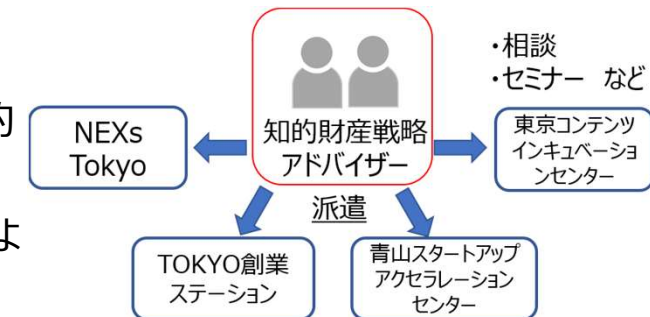 ・相談
・セミナー など
的
よ
NEXs
Tokyo
知的財産戦略
アドバイザー
東京コンテンツ
インキュベーショ
ンセンター
派遣
TOKYO創業
ステーション
青山スタートアップ
アクセラレーション
センター